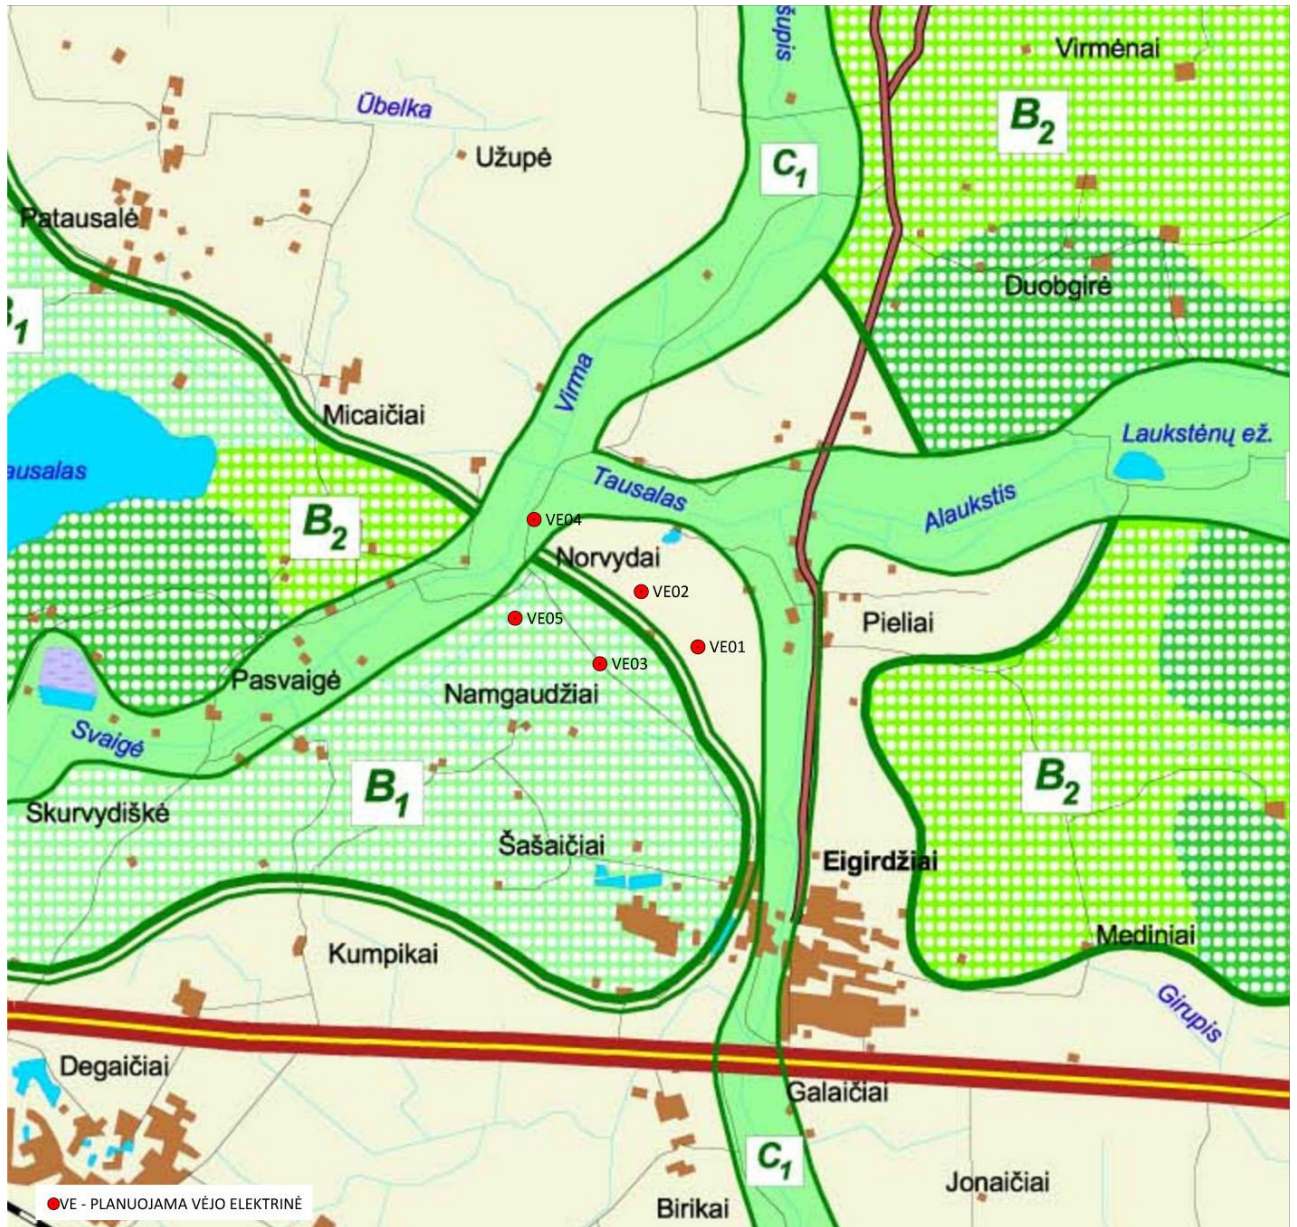 šupis
Virmėnai
Ūbelka
B2
Užupė
C1
Patausalė
Duobgirė
B1
Virma
Micaičiai
Laukstėnų ež.
ausalas
Tausalas
Alaukstis
B2
VE04
Norvydai
VE02
VE05
Pieliai
VE01
VE03
Pasvaigė
Namgaudžiai
Svaigė
B1
B2
Skurvydiškė
Šašaičiai
Eigirdžiai
Mediniai
Kumpikai
Girupis
Degaičiai
Galaičiai
C1
Jonaičiai
VE - PLANUOJAMA VĖJO ELEKTRINĖ
Birikai